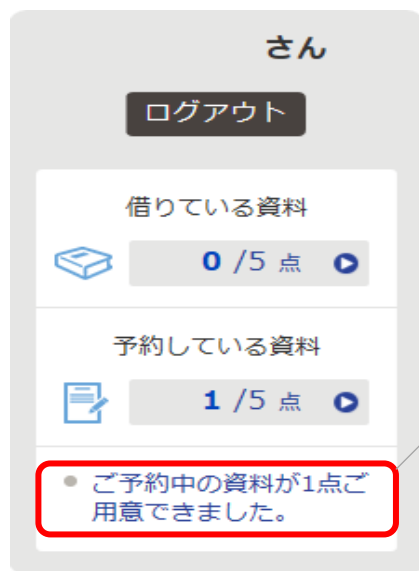 さん
ログアウト
借りている資料
0 /5 点
予約している資料
1 /5 点
ご予約中の資料が1点ご
用意できました。